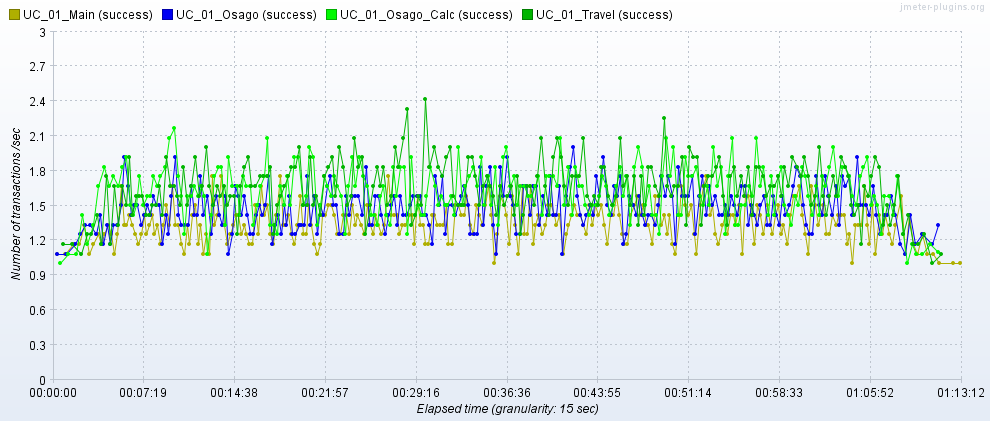 jmeter-plugins.org
UC_01_Main (success) UC_01_Osago (success) UC_01_Osago_Calc (success) UC_01_Travel (success)
Number of transactions /sec
3
2.7
2.4
2.1
1.8
1.5
1.2
0.9
0.6
0.3
0
00:00:00 00:07:19 00:14:38 00:21:57 00:29:16 00:36:36 00:43:55 00:51:14 00:58:33 01:05:52 01:13:12
Elapsed time (granularity: 15 sec)